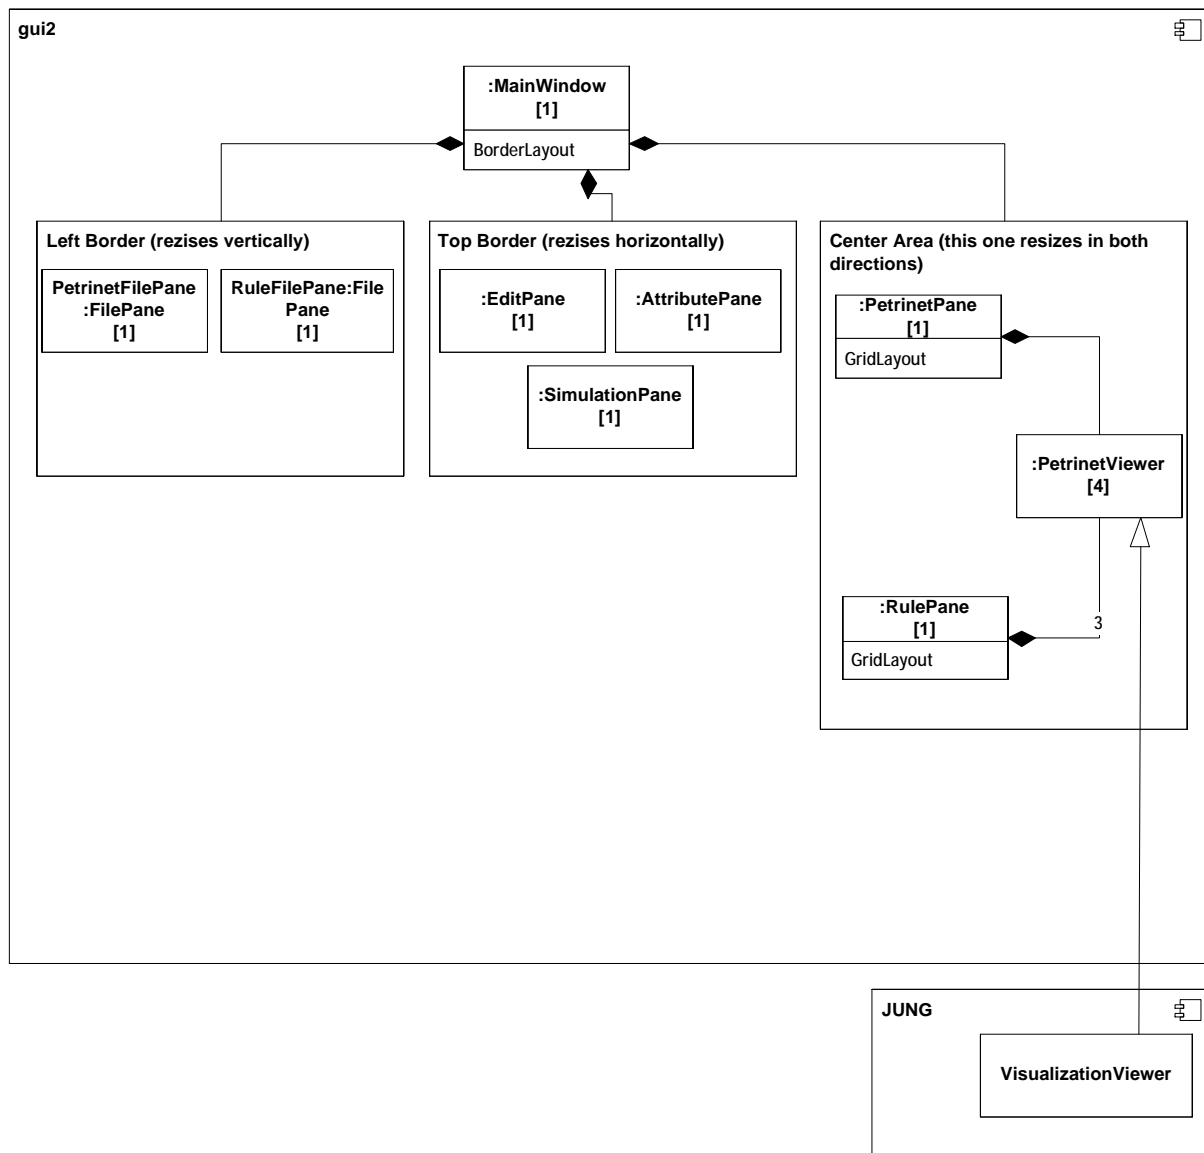 gui2
:MainWindow
[1]
BorderLayout
Left Border (rezises vertically)
PetrinetFilePane
:FilePane
[1]
RuleFilePane:File
Pane
[1]
Top Border (rezises horizontally)
:EditPane
[1]
:AttributePane
[1]
:SimulationPane
[1]
Center Area (this one resizes in both
directions)
:PetrinetPane
[1]
GridLayout
:PetrinetViewer
[4]
:RulePane
[1]
GridLayout
3
JUNG
VisualizationViewer